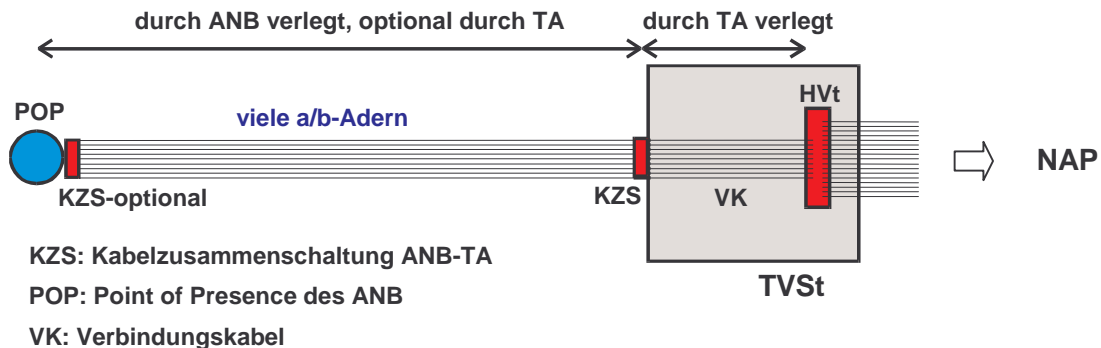 durch ANB verlegt, optional durch TA
durch TA verlegt
POP
viele a/b-Adern
HVt
NAP
KZS-optional
KZS
VK
KZS: Kabelzusammenschaltung ANB-TA
TVSt
POP: Point of Presence des ANB
VK: Verbindungskabel